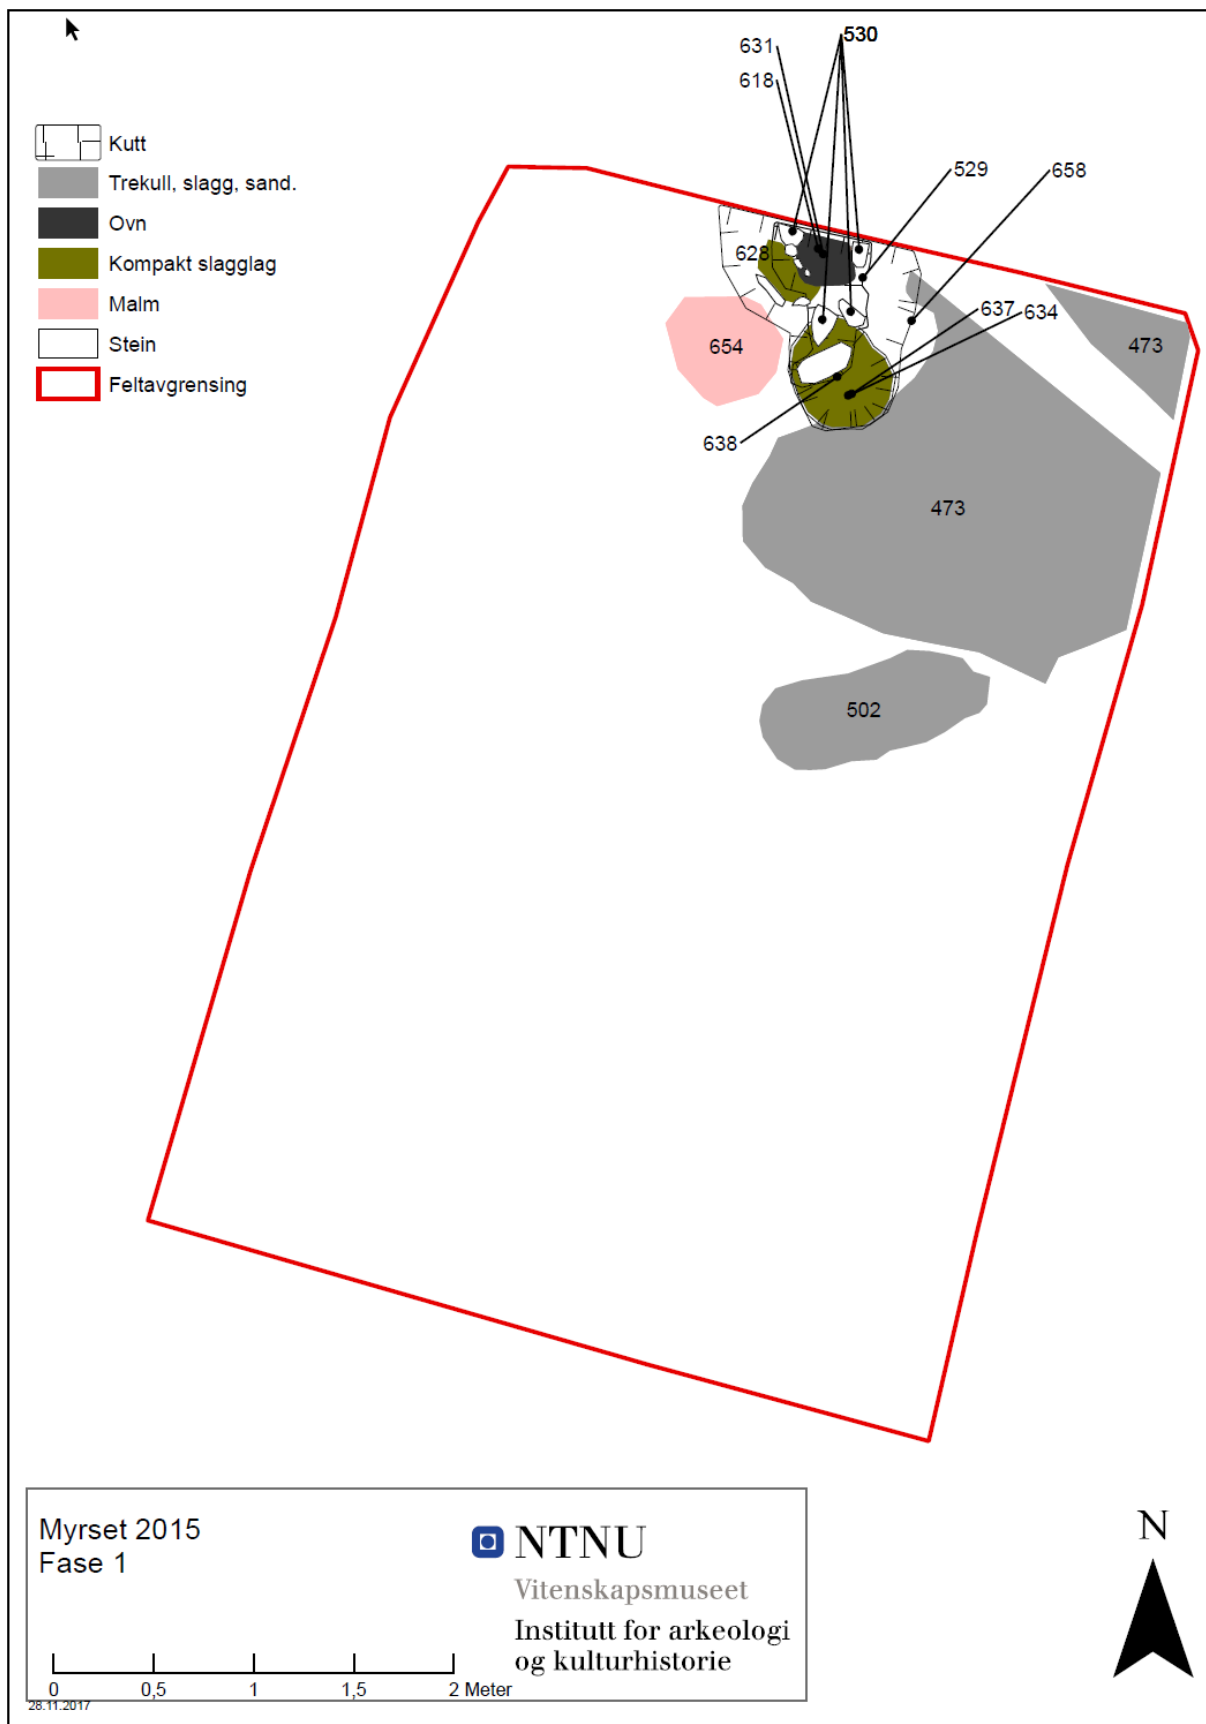 530
631
618
529
658
Kutt
Trekull, slagg, sand.
Ovn
Kompakt slagglag
Malm
Stein
Feltavgrensing
628
637
634
654
473
638
473
502
Myrset 2015
Fase 1
NTNU
Vitenskapsmuseet
Institutt for arkeologi
og kulturhistorie
0 0,5 1 1,5 2 Meter
28.11.2017
N